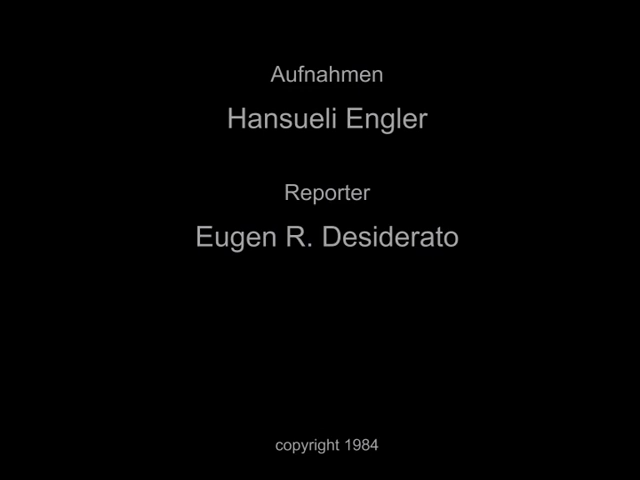 Aufnahmen
Hansueli Engler
Reporter
Eugen R. Desiderato
copyright 1984